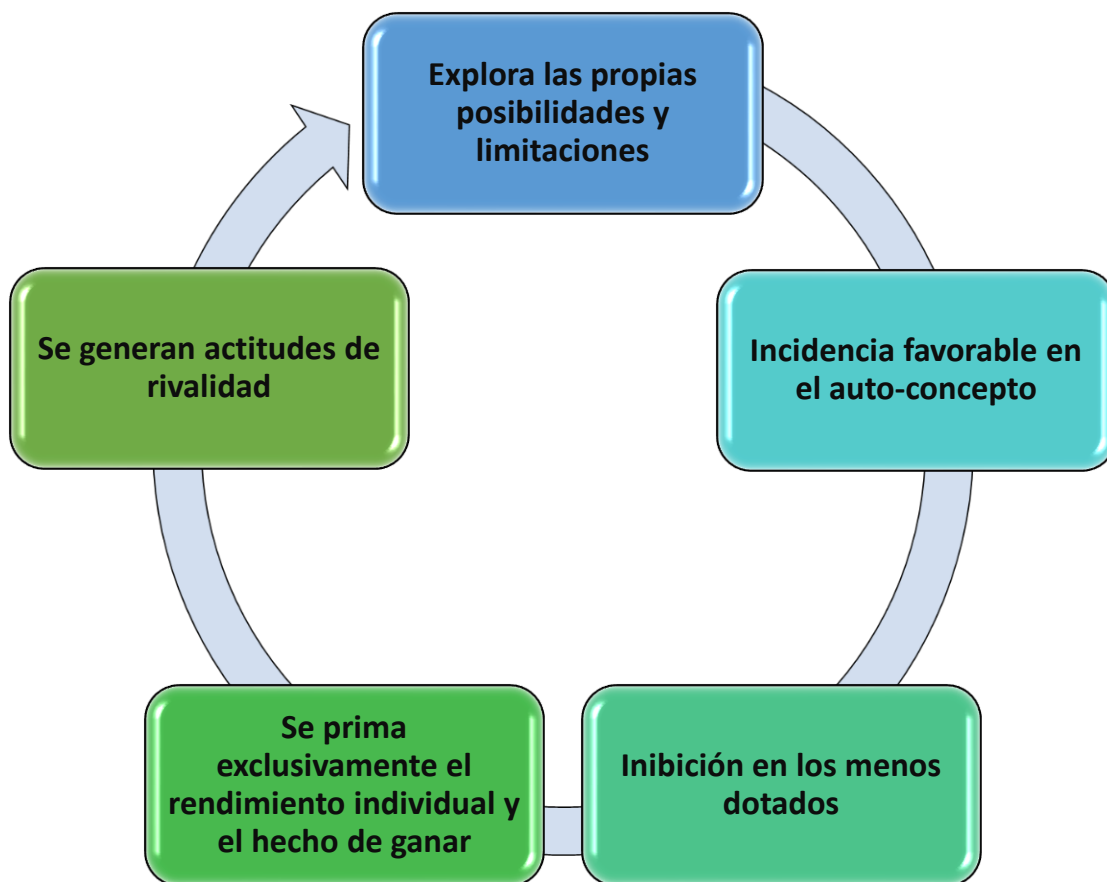 Explora las propias
posibilidades y
limitaciones
Incidencia favorable en
el auto-concepto
Inibición en los menos
dotados
Se prima
exclusivamente el
rendimiento individual y
el hecho de ganar
Se generan actitudes de
rivalidad